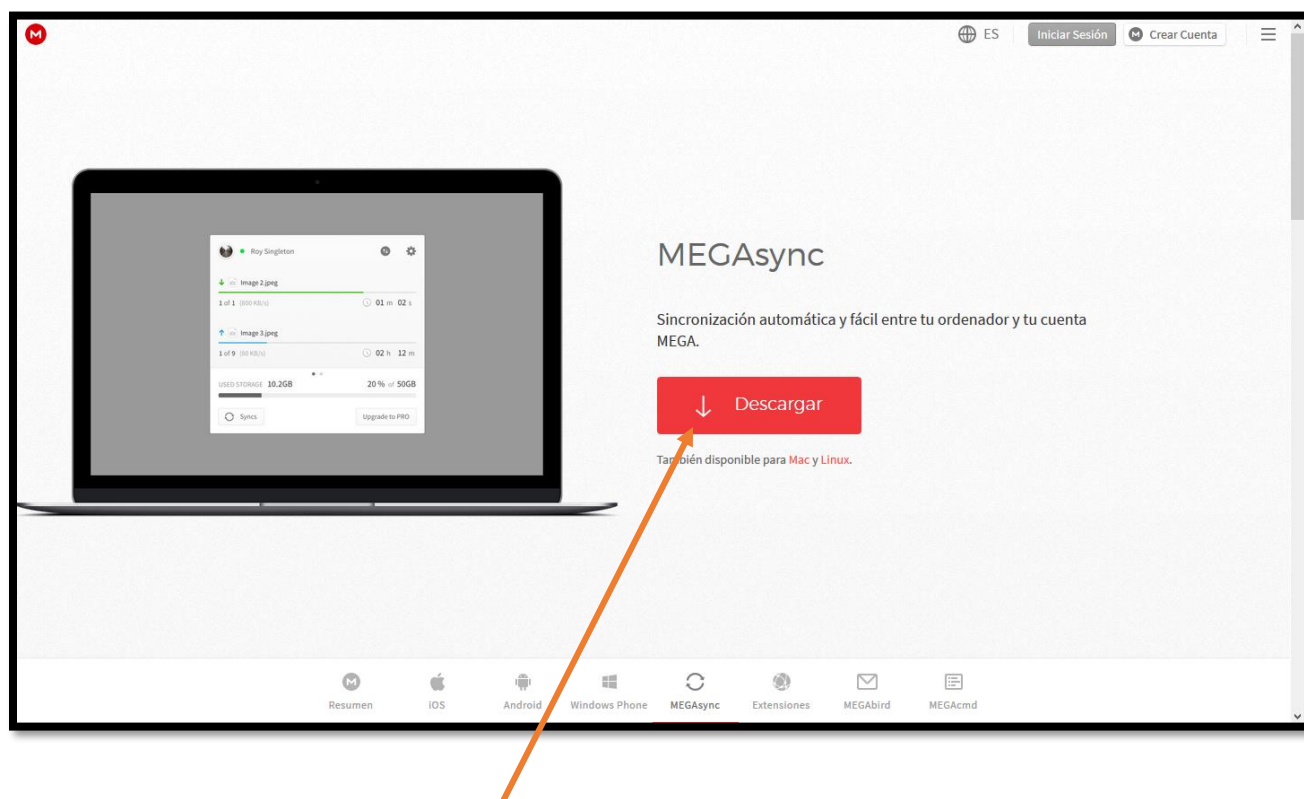 M
ES
Iniciar Sesión
M Crear Cuenta
Roy Singleton
Image 2.jpeg
1 of 1 (800 KB/s)
01 m 02 s
Image 3.jpeg
1 of 9 (80 KB/s)
02 h 12 m
USED STORAGE 10.2GB
20 % of 50GB
Syncs
Upgrade to PRO
MEGAsync
Sincronización automática y fácil entre tu ordenador y tu cuenta
MEGA.
Descargar
También disponible para Mac y Linux.
M
Resumen
iOS
Android
Windows Phone
MEGAsync
Extensiones
MEGAbird
MEGAcmd